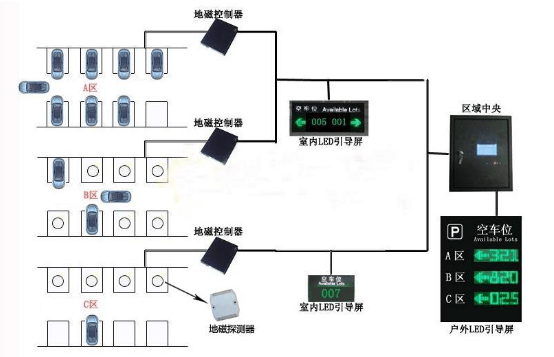 地磁控制器
A区
空车位 Available Lots
005 001
室内LED引导屏
区域中央
地磁控制器
B区
地磁控制器
空车位
Available Lots
007
室内LED引导屏
C区
地磁探测器
P 空车位
Available Lots
A区 321
B区 820
C区 025
户外LED引导屏